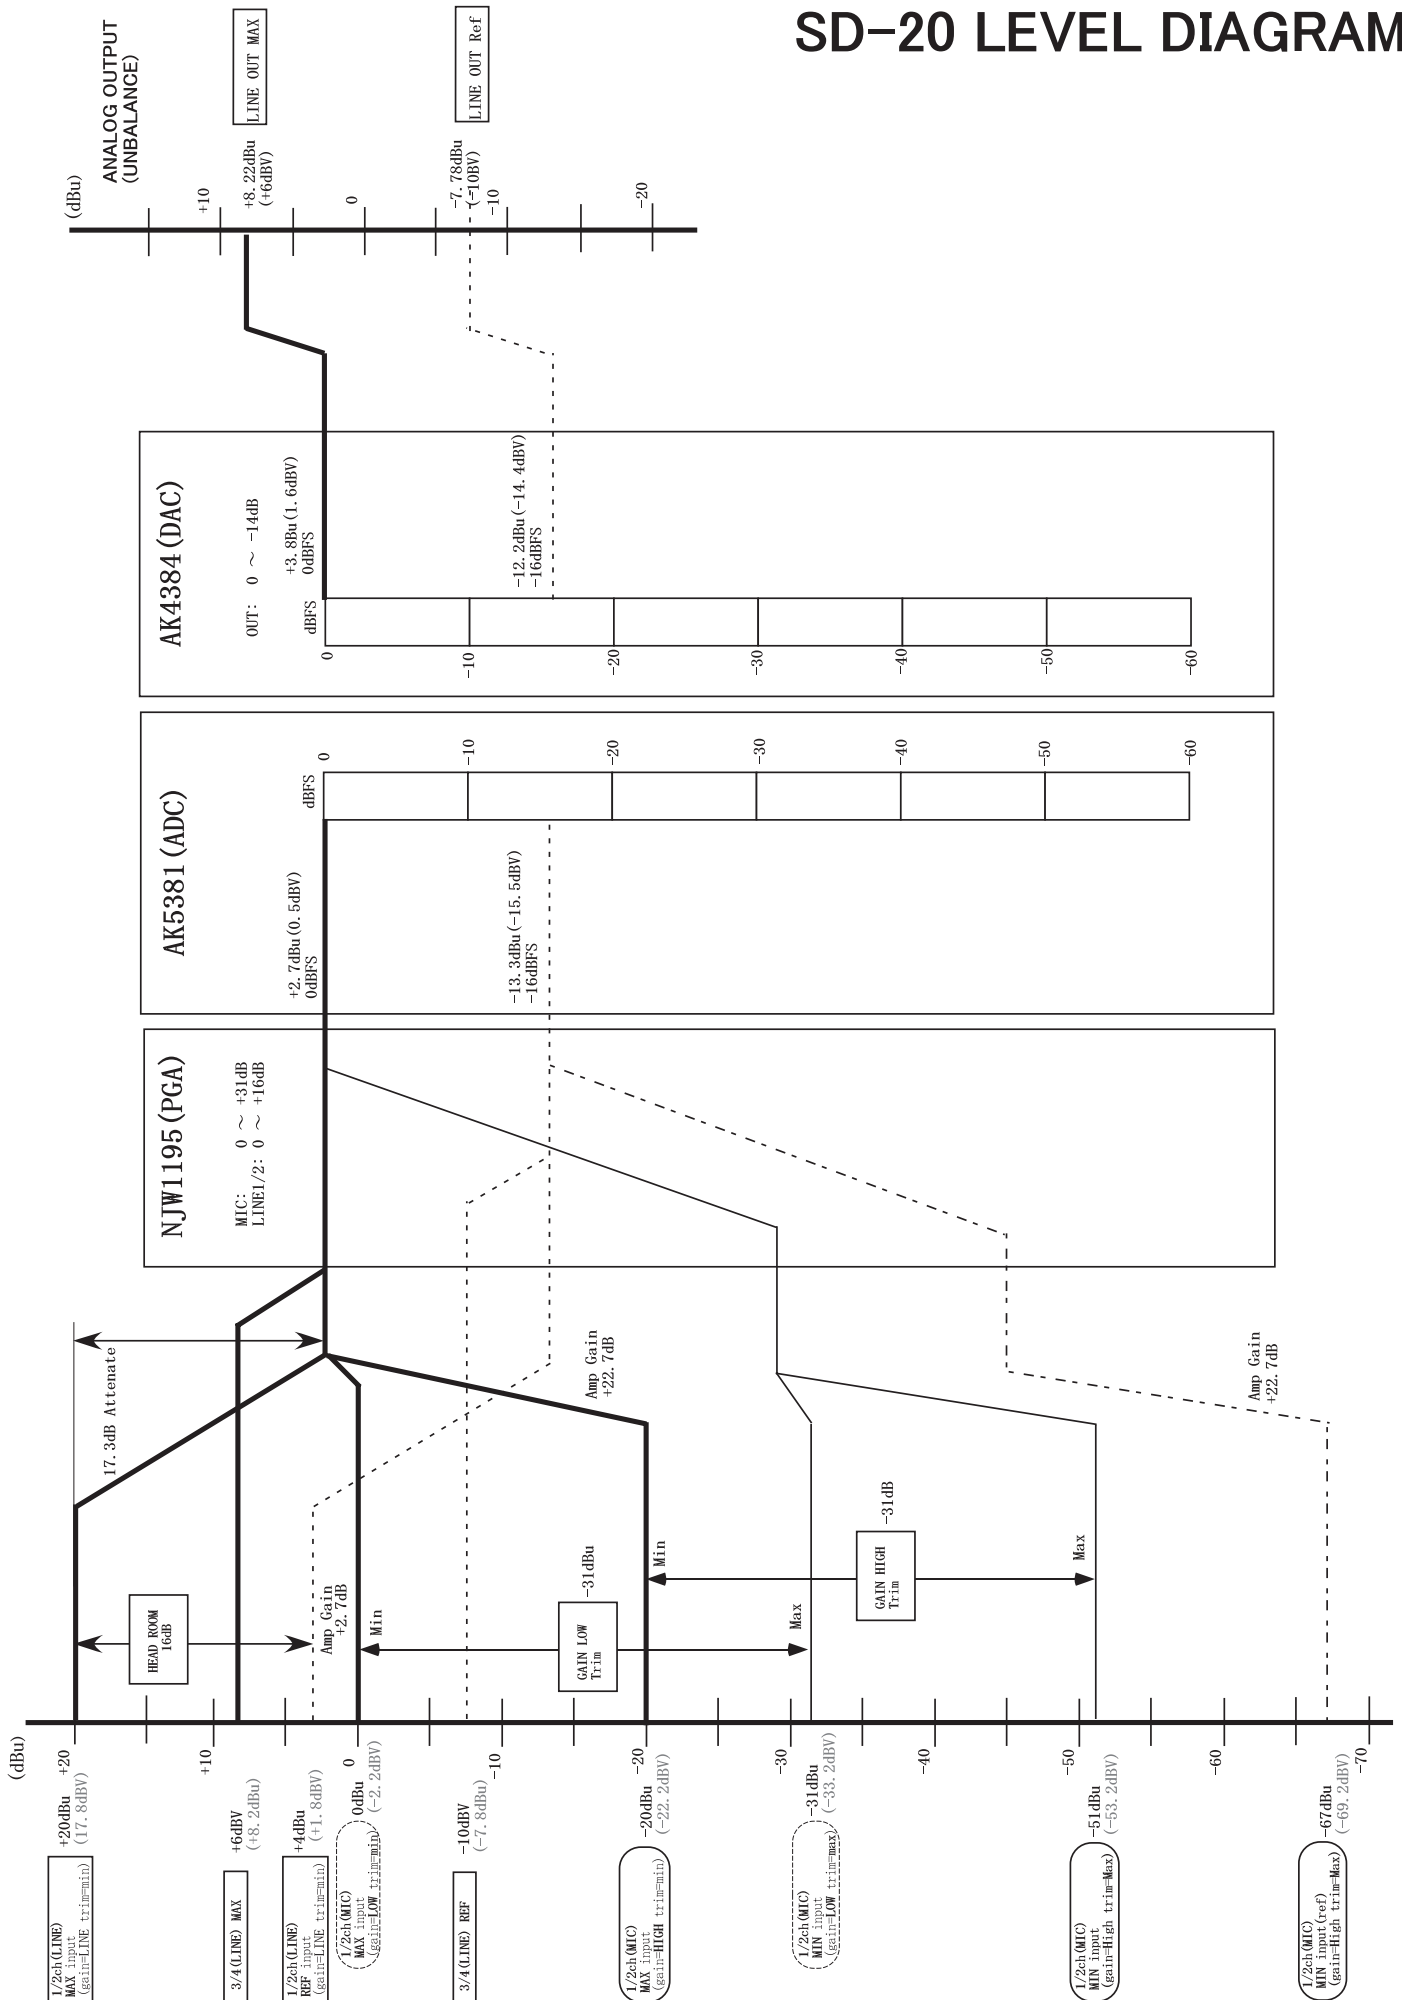 SD-20 LEVEL DIAGRAM
ANALOG OUTPUT
(UNBALANCE)
(dBu)
LINE OUT MAX
+8.22dBu
(+6dBV)
LINE OUT Ref
-7.78dBu
(-10BV)
+10
0
-10
-20
AK4384(DAC)
OUT: 0 ～ -14dB
+3.8Bu(1.6dBV)
0dBFS
-12.2dBu(-14.4dBV)
-16dBFS
dBFS
0
-10
-20
-30
-40
-50
-60
AK5381(ADC)
dBFS
0
-10
-20
-30
-40
-50
-60
+2.7dBu(0.5dBV)
0dBFS
-13.3dBu(-15.5dBV)
-16dBFS
NJW1195(PGA)
MIC: 0 ～ +31dB
LINE1/2: 0 ～ +16dB
17.3dB Attenate
Amp Gain
+22.7dB
Amp Gain
+22.7dB
HEAD ROOM
16dB
Amp Gain
+2.7dB
Min
GAIN LOW
Trim
-31dBu
Max
Min
GAIN HIGH
Trim
-31dB
Max
(dBu)
+20
+10
0
-10
-20
-30
-40
-50
-60
-70
+20dBu
(17.8dBV)
1/2ch(LINE)
MAX input
(gain=LINE trim=min)
+6dBV
(+8.2dBu)
3/4(LINE) MAX
+4dBu
(+1.8dBV)
1/2ch(LINE)
REF input
(gain=LINE trim=min)
0dBu
(-2.2dBV)
1/2ch(MIC)
MAX input
(gain=LOW trim=min)
-10dBV
(-7.8dBu)
3/4(LINE) REF
-20dBu
(-22.2dBV)
1/2ch(MIC)
MAX input
(gain=HIGH trim=min)
-31dBu
(-33.2dBV)
1/2ch(MIC)
MIN input
(gain=LOW trim=max)
-51dBu
(-53.2dBV)
1/2ch(MIC)
MIN input
(gain=High trim=Max)
-67dBu
(-69.2dBV)
1/2ch(MIC)
MIN input(ref)
(gain=High trim=Max)